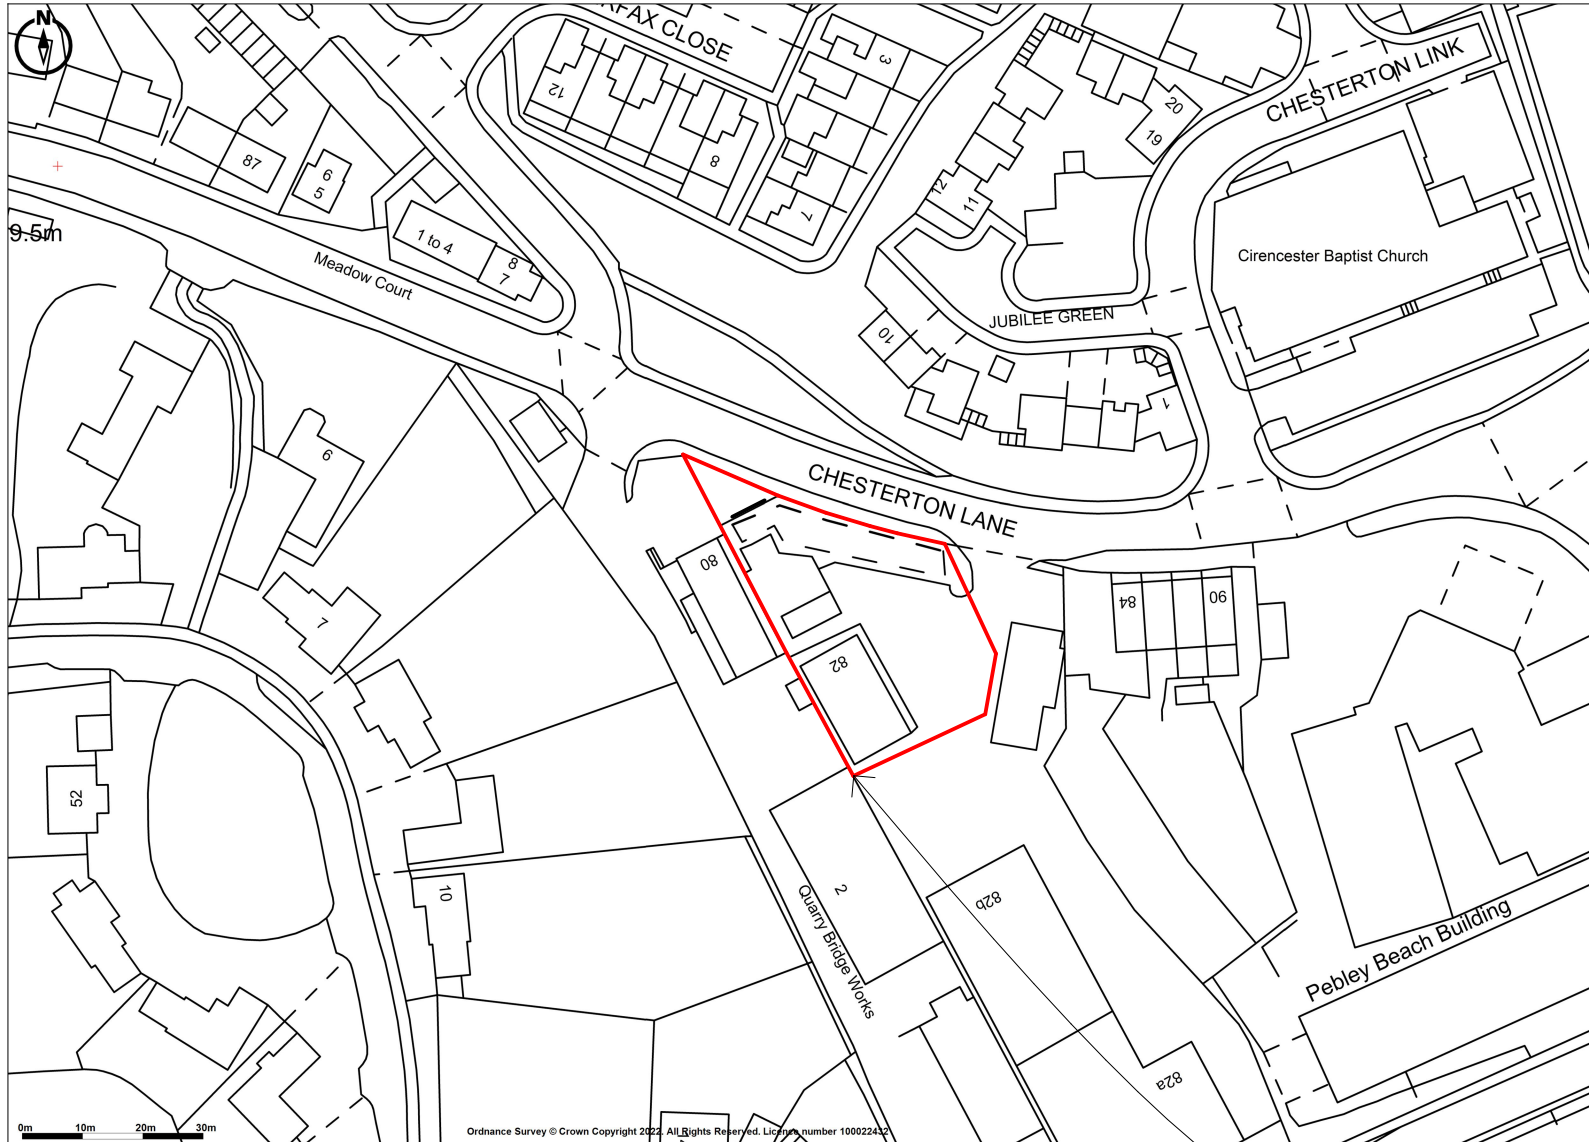 N
RFAX CLOSE
3
CHESTERTON LINK
12
8
20
19
87
6
5
7
12
11
9.5m
1 to 4
8
7
Meadow Court
Cirencester Baptist Church
JUBILEE GREEN
10
1
6
CHESTERTON LANE
80
84
90
7
82
52
10
2
82b
Quarry Bridge Works
Pebley Beach Building
82a
0m 10m 20m 30m
Ordnance Survey © Crown Copyright 2022. All Rights Reserved. Licence number 100022432